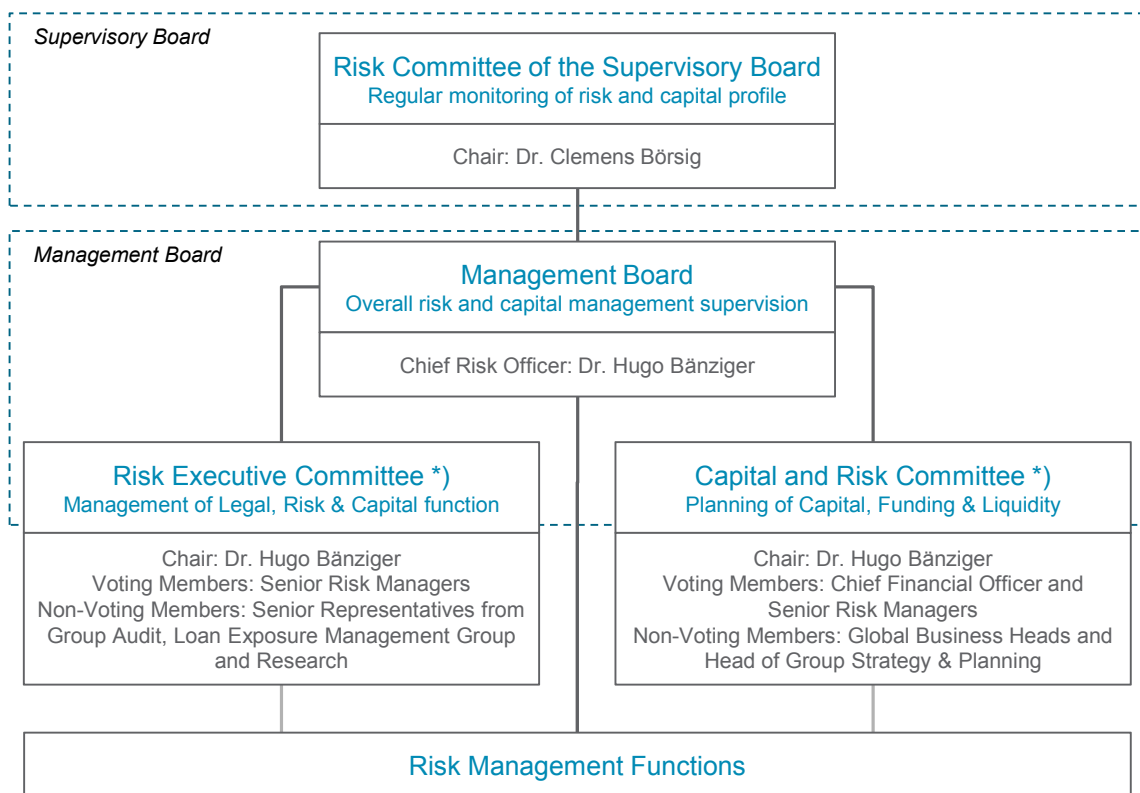 Supervisory Board
Risk Committee of the Supervisory Board
Regular monitoring of risk and capital profile
Chair: Dr. Clemens Börsig
Management Board
Management Board
Overall risk and capital management supervision
Chief Risk Officer: Dr. Hugo Bänziger
Risk Executive Committee *)
Management of Legal, Risk & Capital function
Chair: Dr. Hugo Bänziger
Voting Members: Senior Risk Managers
Non-Voting Members: Senior Representatives from
Group Audit, Loan Exposure Management Group
and Research
Capital and Risk Committee *)
Planning of Capital, Funding & Liquidity
Chair: Dr. Hugo Bänziger
Voting Members: Chief Financial Officer and
Senior Risk Managers
Non-Voting Members: Global Business Heads and
Head of Group Strategy & Planning
Risk Management Functions